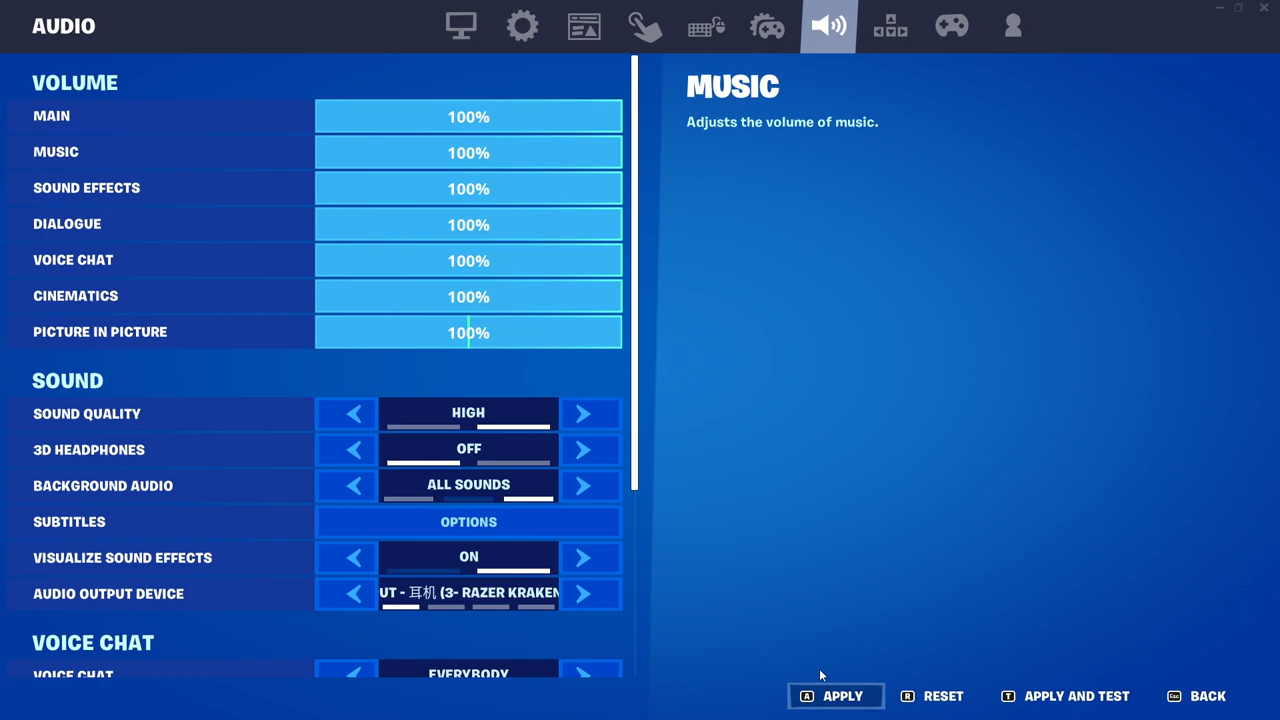 AUDIO
VOLUME
MAIN 100%
MUSIC 100%
SOUND EFFECTS 100%
DIALOGUE 100%
VOICE CHAT 100%
CINEMATICS 100%
PICTURE IN PICTURE 100%
SOUND
SOUND QUALITY HIGH
3D HEADPHONES OFF
BACKGROUND AUDIO ALL SOUNDS
SUBTITLES OPTIONS
VISUALIZE SOUND EFFECTS ON
AUDIO OUTPUT DEVICE UT - 耳机 (3- RAZER KRAKEN
VOICE CHAT
VOICE CHAT EVERYBODY
MUSIC
Adjusts the volume of music.
A APPLY R RESET T APPLY AND TEST Esc BACK